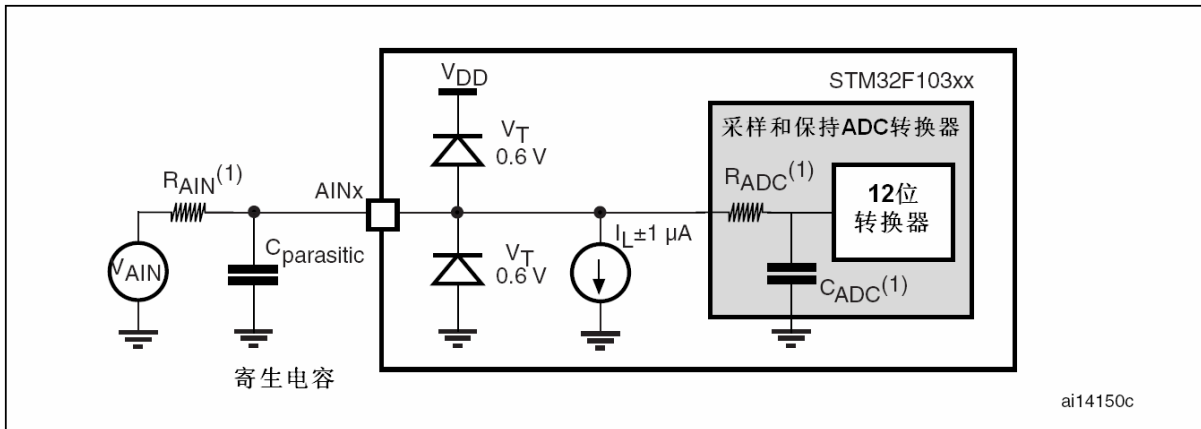 VDD
STM32F103xx
采样和保持ADC转换器
VT
0.6 V
RAIN(1)
AINx
RADC(1)
12位
转换器
IL±1 µA
VAIN
Cparasitic
VT
0.6 V
CADC(1)
寄生电容
ai14150c